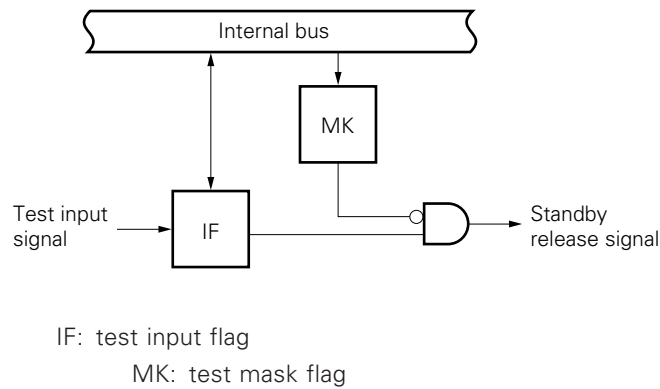 Internal bus
MK
Test input
signal
IF
Standby
release signal
IF: test input flag
MK: test mask flag